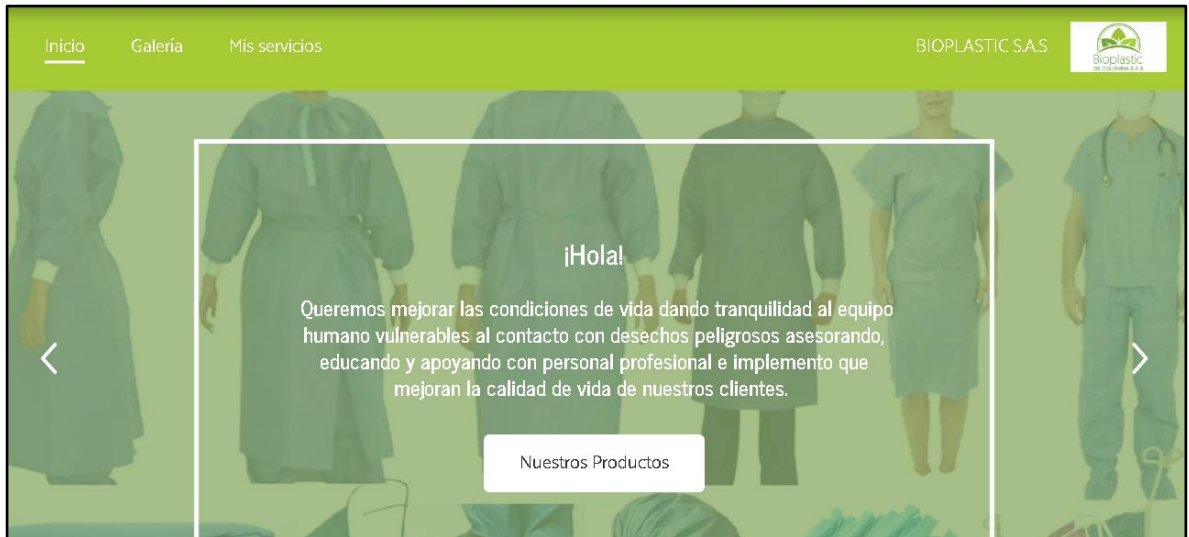 Inicio
Galería
Mis servicios
BIOPLASTIC S.A.S
Bioplastic
DE COLOMBIA S.A.S
¡Hola!
Queremos mejorar las condiciones de vida dando tranquilidad al equipo
humano vulnerables al contacto con desechos peligrosos asesorando,
educando y apoyando con personal profesional e implemento que
mejoran la calidad de vida de nuestros clientes.
Nuestros Productos